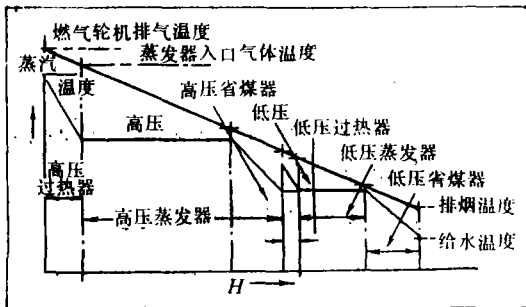 燃气轮机排气温度
蒸发器入口气体温度
蒸汽
温度
高压省煤器
低压
高压
低压过热器
低压蒸发器
低压省煤器
高压
过热器
高压蒸发器
排烟温度
给水温度
H